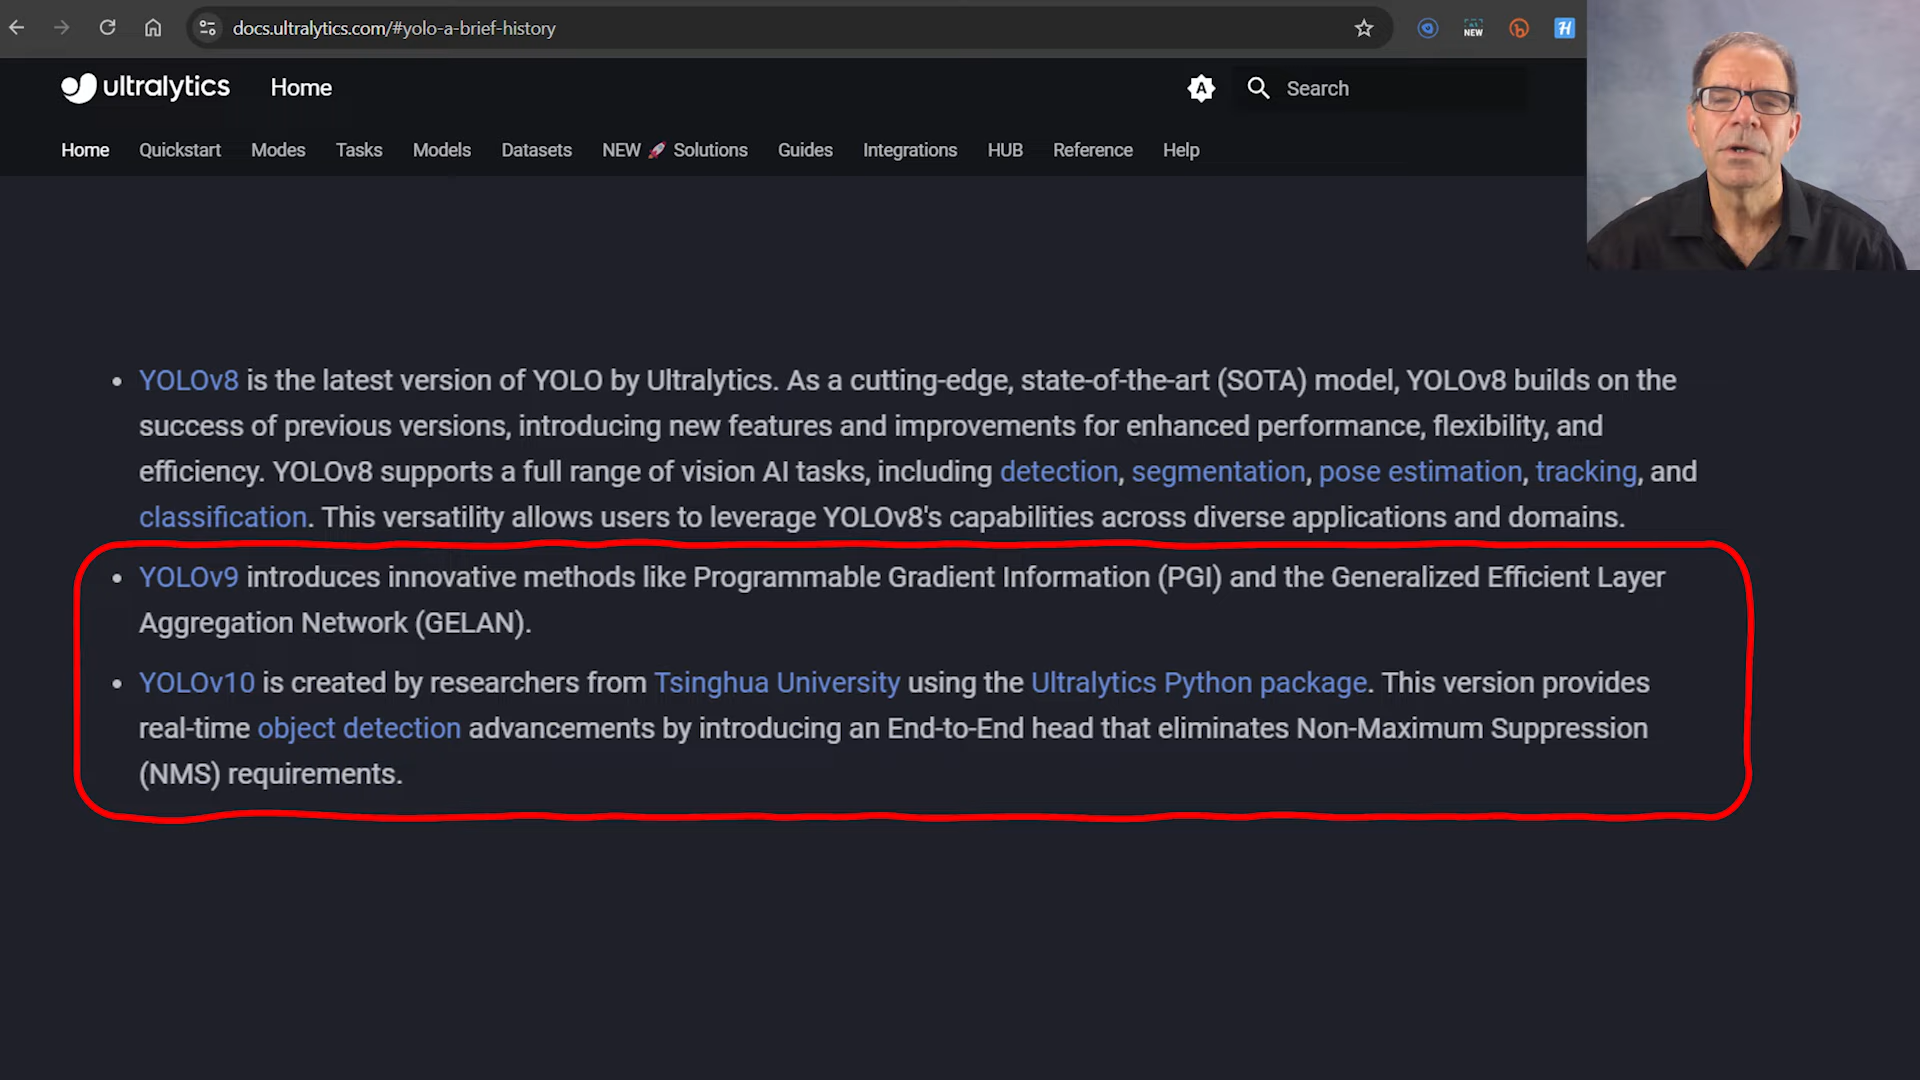 docs.ultralytics.com/#yolo-a-brief-history
NEW
ultralytics Home
A
Search
Home Quickstart Modes Tasks Models Datasets NEW 🚀 Solutions Guides Integrations HUB Reference Help
• YOLOv8 is the latest version of YOLO by Ultralytics. As a cutting-edge, state-of-the-art (SOTA) model, YOLOv8 builds on the
success of previous versions, introducing new features and improvements for enhanced performance, flexibility, and
efficiency. YOLOv8 supports a full range of vision AI tasks, including detection, segmentation, pose estimation, tracking, and
classification. This versatility allows users to leverage YOLOv8's capabilities across diverse applications and domains.
• YOLOv9 introduces innovative methods like Programmable Gradient Information (PGI) and the Generalized Efficient Layer
Aggregation Network (GELAN).
• YOLOv10 is created by researchers from Tsinghua University using the Ultralytics Python package. This version provides
real-time object detection advancements by introducing an End-to-End head that eliminates Non-Maximum Suppression
(NMS) requirements.